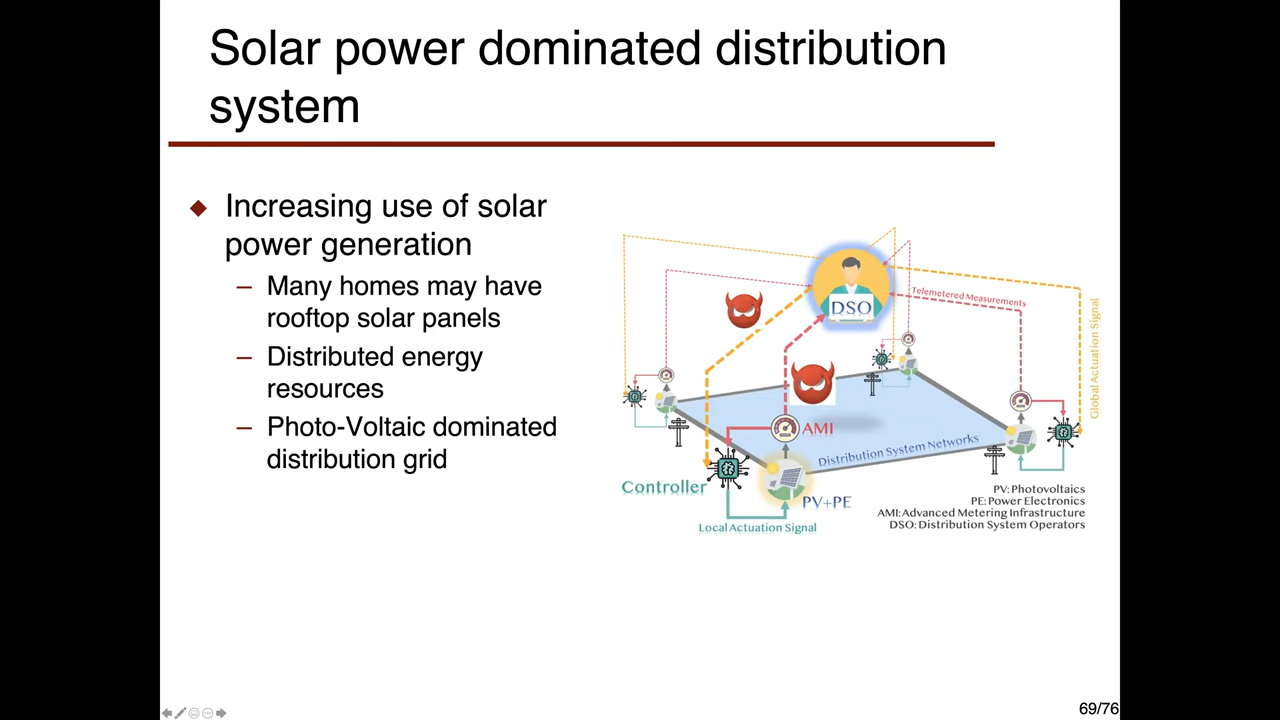 Solar power dominated distribution
system
◆ Increasing use of solar
power generation
– Many homes may have
rooftop solar panels
– Distributed energy
resources
– Photo-Voltaic dominated
distribution grid
DSO
Telemetered Measurements
Global Actuation Signal
AMI
Distribution System Networks
Controller
PV+PE
Local Actuation Signal
PV: Photovoltaics
PE: Power Electronics
AMI: Advanced Metering Infrastructure
DSO: Distribution System Operators
69/76